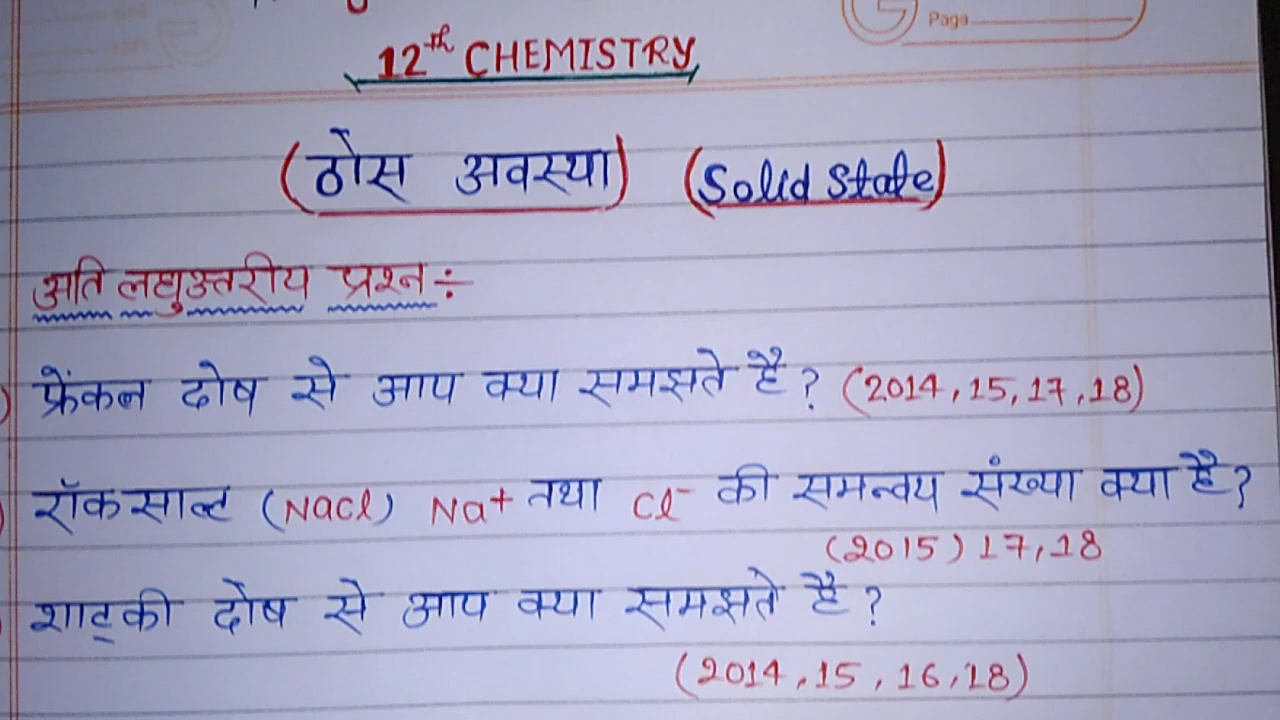 Page
12th CHEMISTRY
(ठोस अवस्था) (Solid State)
अति लघुउत्तरीय प्रश्न ÷
फ्रेंकल दोष से आप क्या समझते है? (2014,15,17,18)
रॉकसाल्ट (NaCl) Na+ तथा Cl- की समन्वय संख्या क्या है?
(2015) 17,18
शाट्की दोष से आप क्या समझते है?
(2014,15,16,18)